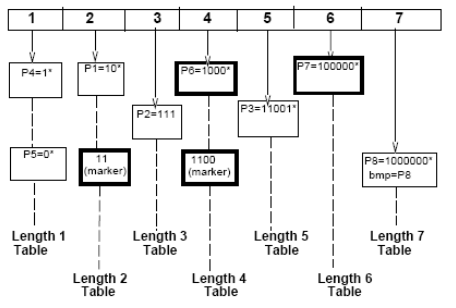 1 2 3 4 5 6 7
P4=1*
P1=10*
P6=1000*
P7=100000*
P2=111
P3=11001*
P5=0*
11
(marker)
1100
(marker)
P8=1000000*
bmp=P8
Length 1
Table
Length 3
Table
Length 5
Table
Length 7
Table
Length 2
Table
Length 4
Table
Length 6
Table